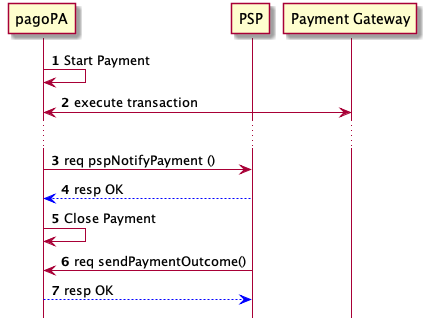 pagoPA
PSP
Payment Gateway
1 Start Payment
2 execute transaction
3 req pspNotifyPayment ()
4 resp OK
5 Close Payment
6 req sendPaymentOutcome()
7 resp OK